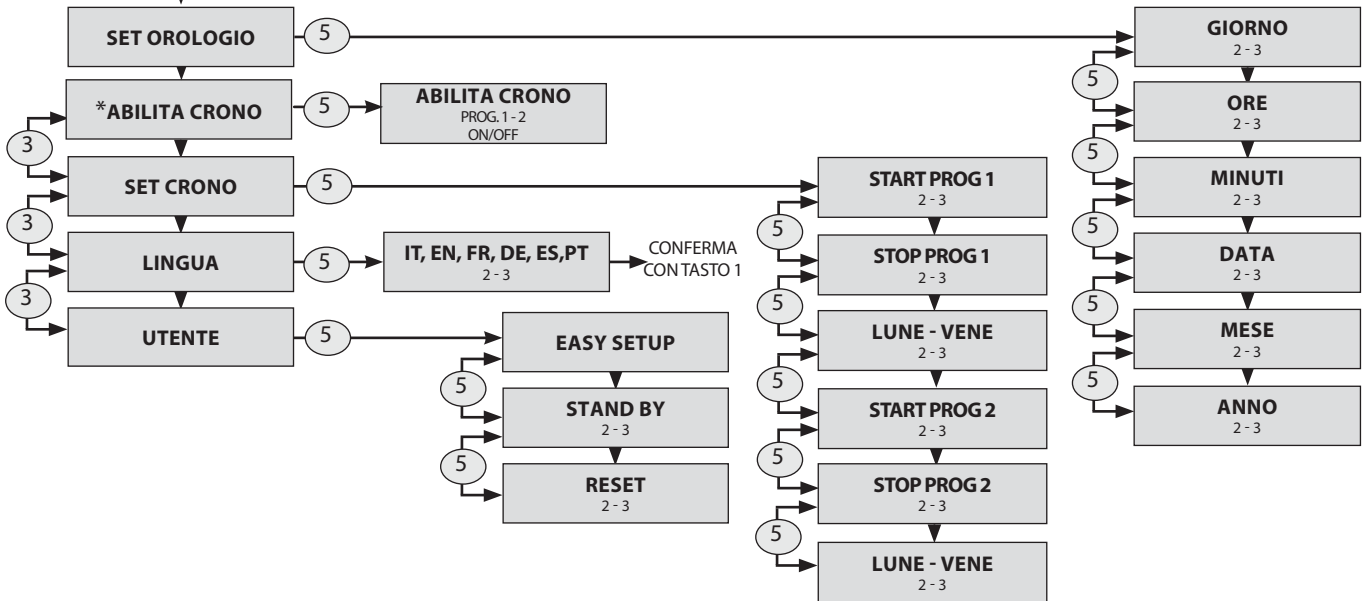 SET OROLOGIO
5
*ABILITA CRONO
5
ABILITA CRONO
PROG. 1 - 2
ON/OFF
3
SET CRONO
5
3
LINGUA
5
IT, EN, FR, DE, ES,PT
2 - 3
CONFERMA
CON TASTO 1
3
UTENTE
5
EASY SETUP
5
STAND BY
2 - 3
5
RESET
2 - 3
START PROG 1
2 - 3
5
STOP PROG 1
2 - 3
5
LUNE - VENE
2 - 3
5
START PROG 2
2 - 3
5
STOP PROG 2
2 - 3
5
LUNE - VENE
2 - 3
GIORNO
2 - 3
5
ORE
2 - 3
5
MINUTI
2 - 3
5
DATA
2 - 3
5
MESE
2 - 3
5
ANNO
2 - 3